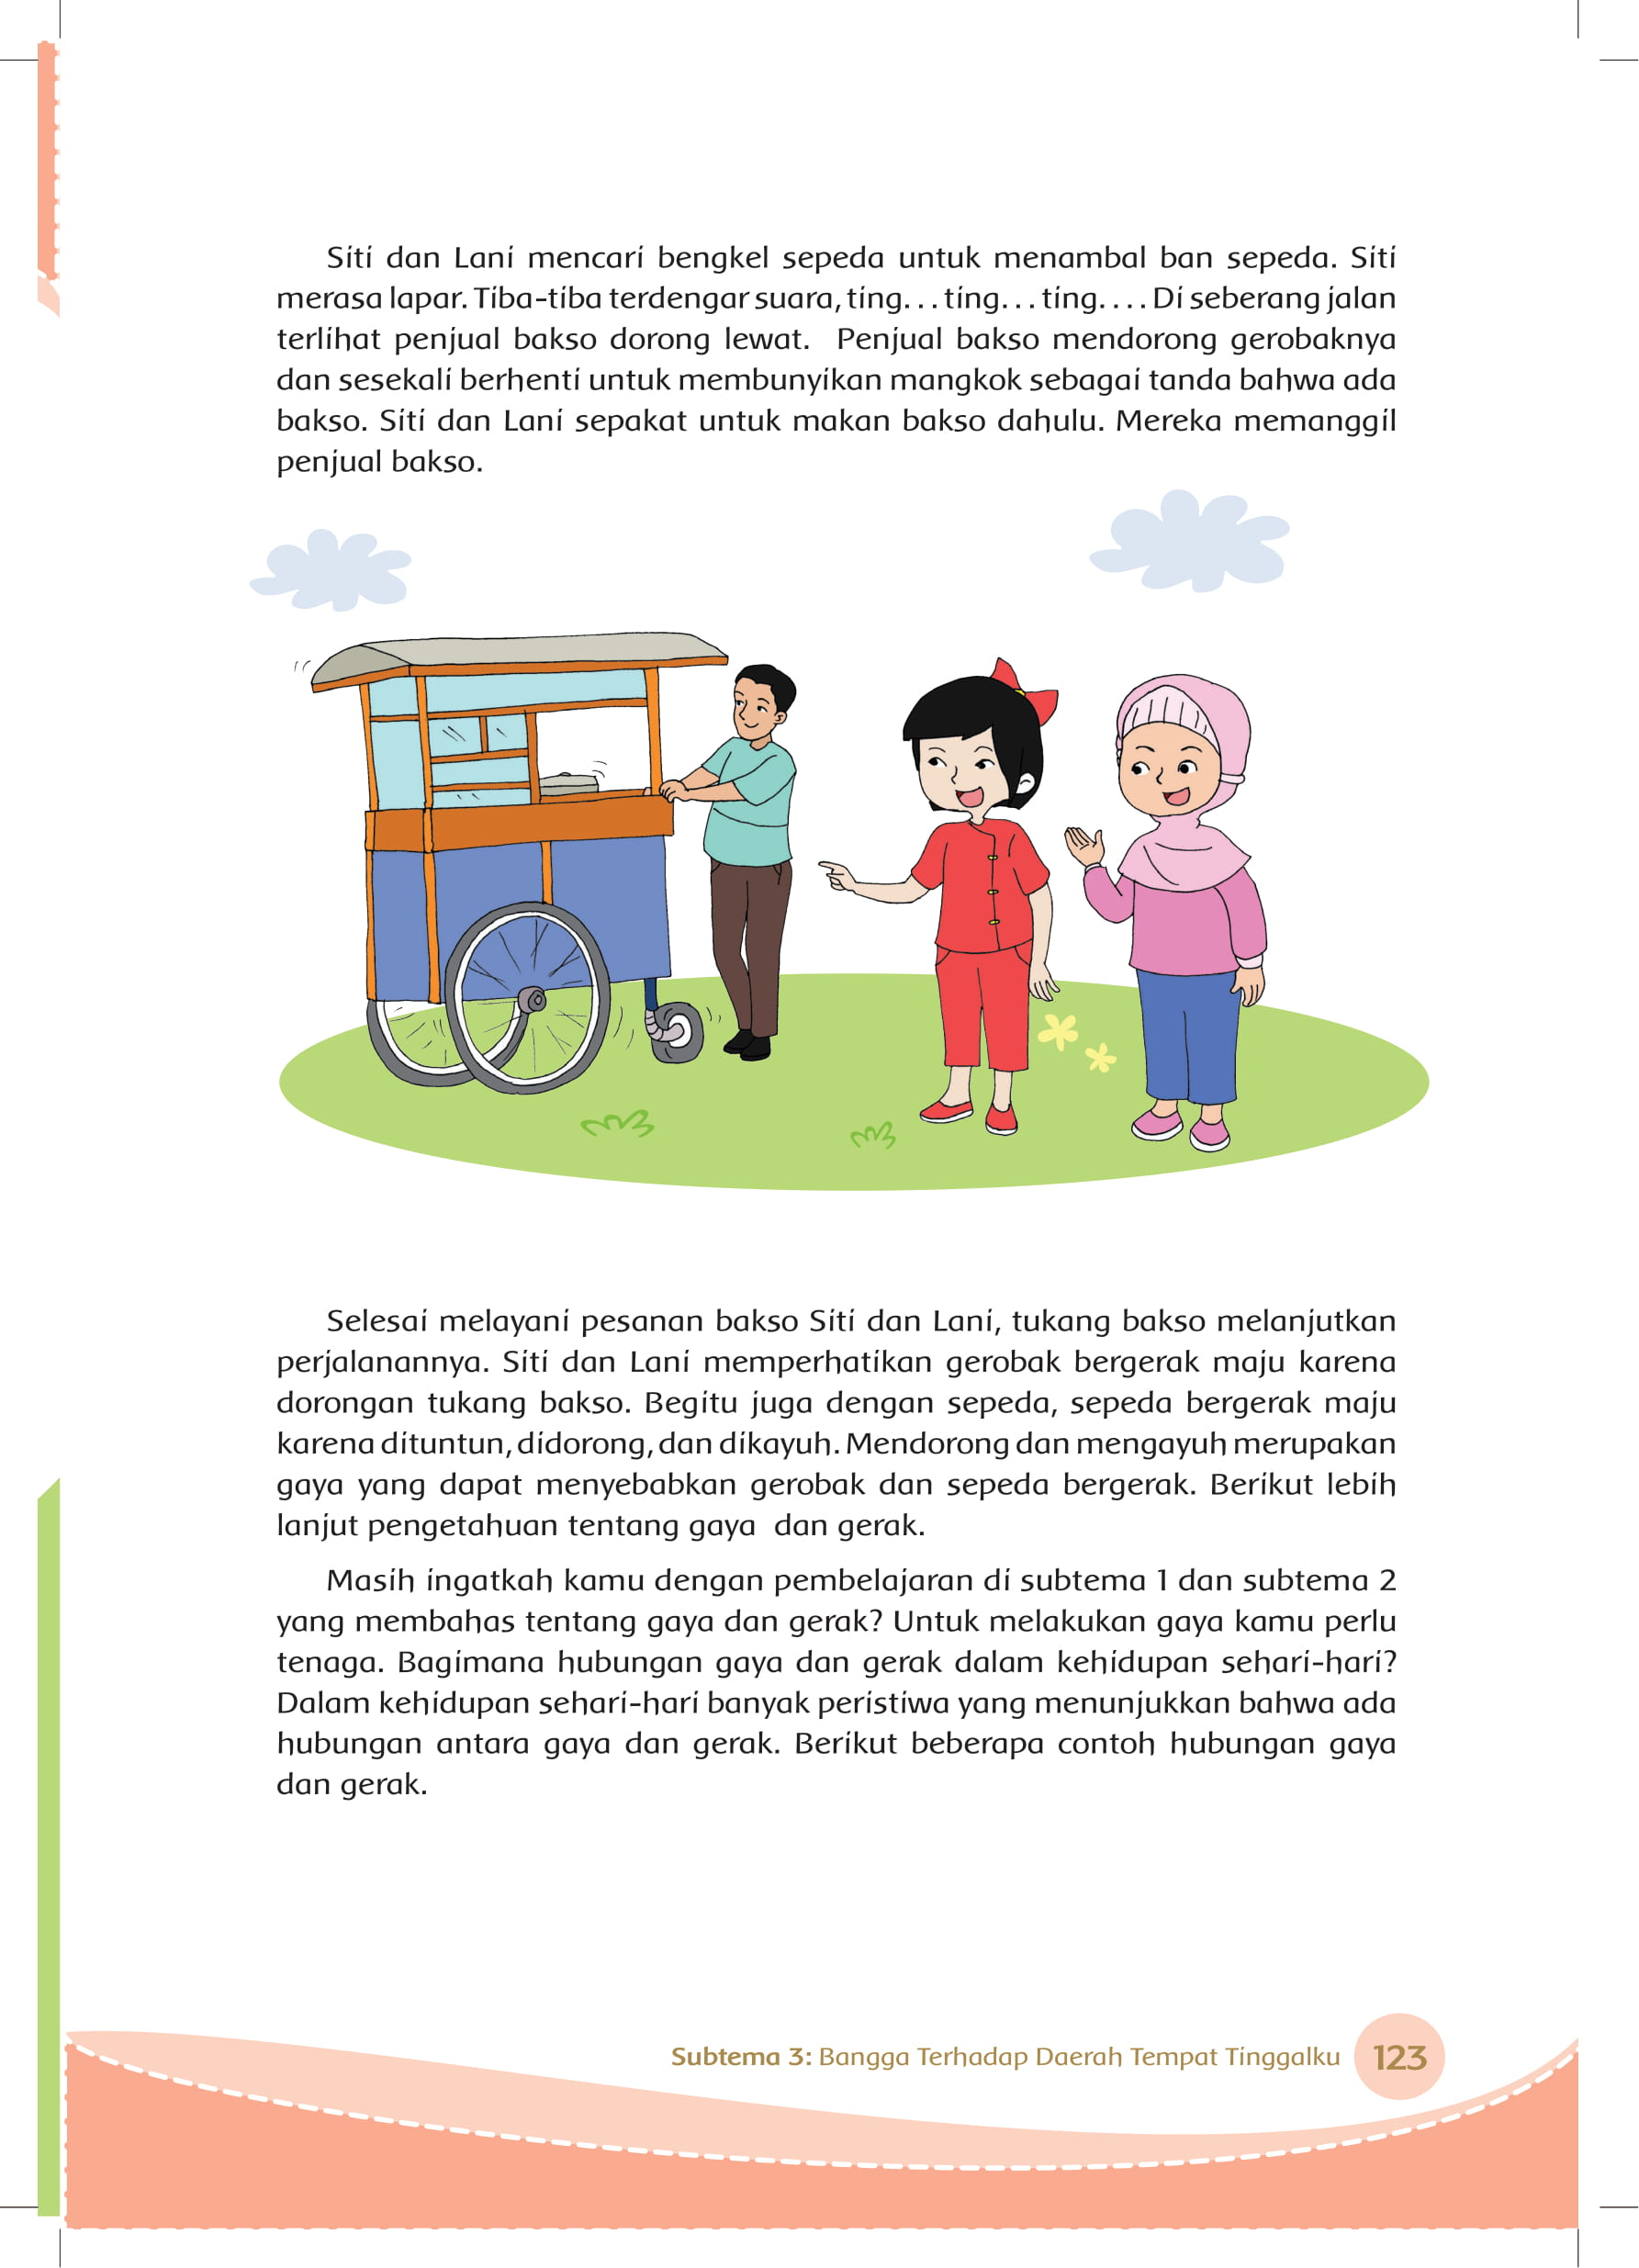 Siti dan Lani mencari bengkel sepeda untuk menambal ban sepeda. Siti
merasa lapar. Tiba-tiba terdengar suara, ting. . . ting. . . ting. . . . Di seberang jalan
terlihat penjual bakso dorong lewat. Penjual bakso mendorong gerobaknya
dan sesekali berhenti untuk membunyikan mangkok sebagai tanda bahwa ada
bakso. Siti dan Lani sepakat untuk makan bakso dahulu. Mereka memanggil
penjual bakso.
Selesai melayani pesanan bakso Siti dan Lani, tukang bakso melanjutkan
perjalanannya. Siti dan Lani memperhatikan gerobak bergerak maju karena
dorongan tukang bakso. Begitu juga dengan sepeda, sepeda bergerak maju
karena dituntun, didorong, dan dikayuh. Mendorong dan mengayuh merupakan
gaya yang dapat menyebabkan gerobak dan sepeda bergerak. Berikut lebih
lanjut pengetahuan tentang gaya dan gerak.
Masih ingatkah kamu dengan pembelajaran di subtema 1 dan subtema 2
yang membahas tentang gaya dan gerak? Untuk melakukan gaya kamu perlu
tenaga. Bagimana hubungan gaya dan gerak dalam kehidupan sehari-hari?
Dalam kehidupan sehari-hari banyak peristiwa yang menunjukkan bahwa ada
hubungan antara gaya dan gerak. Berikut beberapa contoh hubungan gaya
dan gerak.
Subtema 3: Bangga Terhadap Daerah Tempat Tinggalku 123